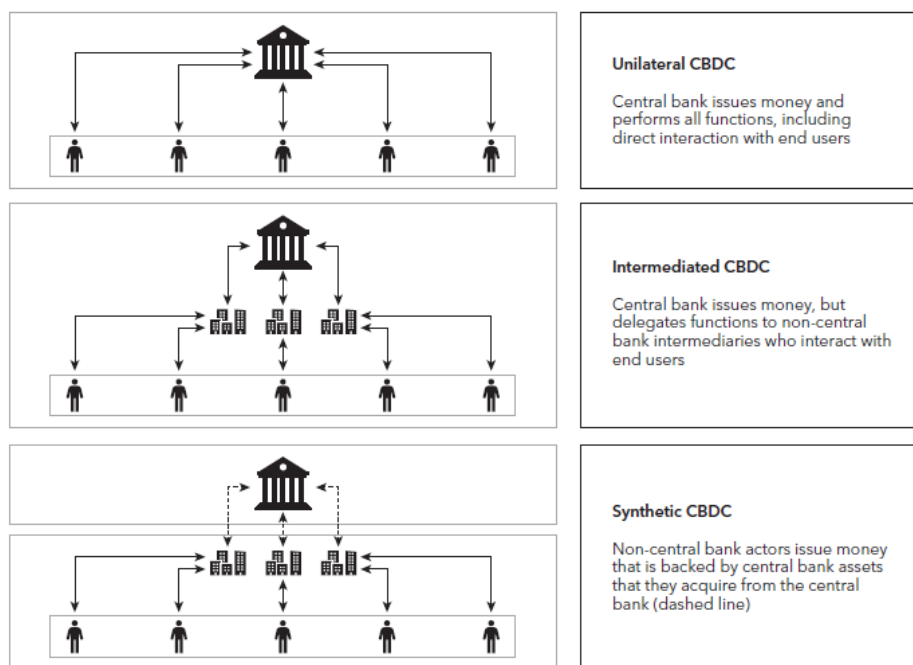 Unilateral CBDC
Central bank issues money and
performs all functions, including
direct interaction with end users
Intermediated CBDC
Central bank issues money, but
delegates functions to non-central
bank intermediaries who interact with
end users
Synthetic CBDC
Non-central bank actors issue money
that is backed by central bank assets
that they acquire from the central
bank (dashed line)